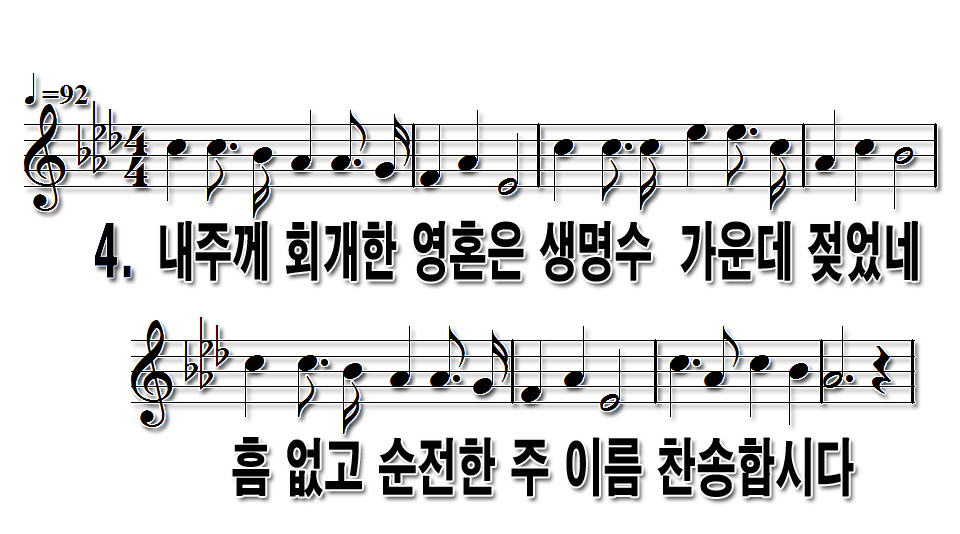 ♩=92
4. 내주께 회개한 영혼은 생명수 가운데 젖었네
흠 없고 순전한 주 이름 찬송합시다